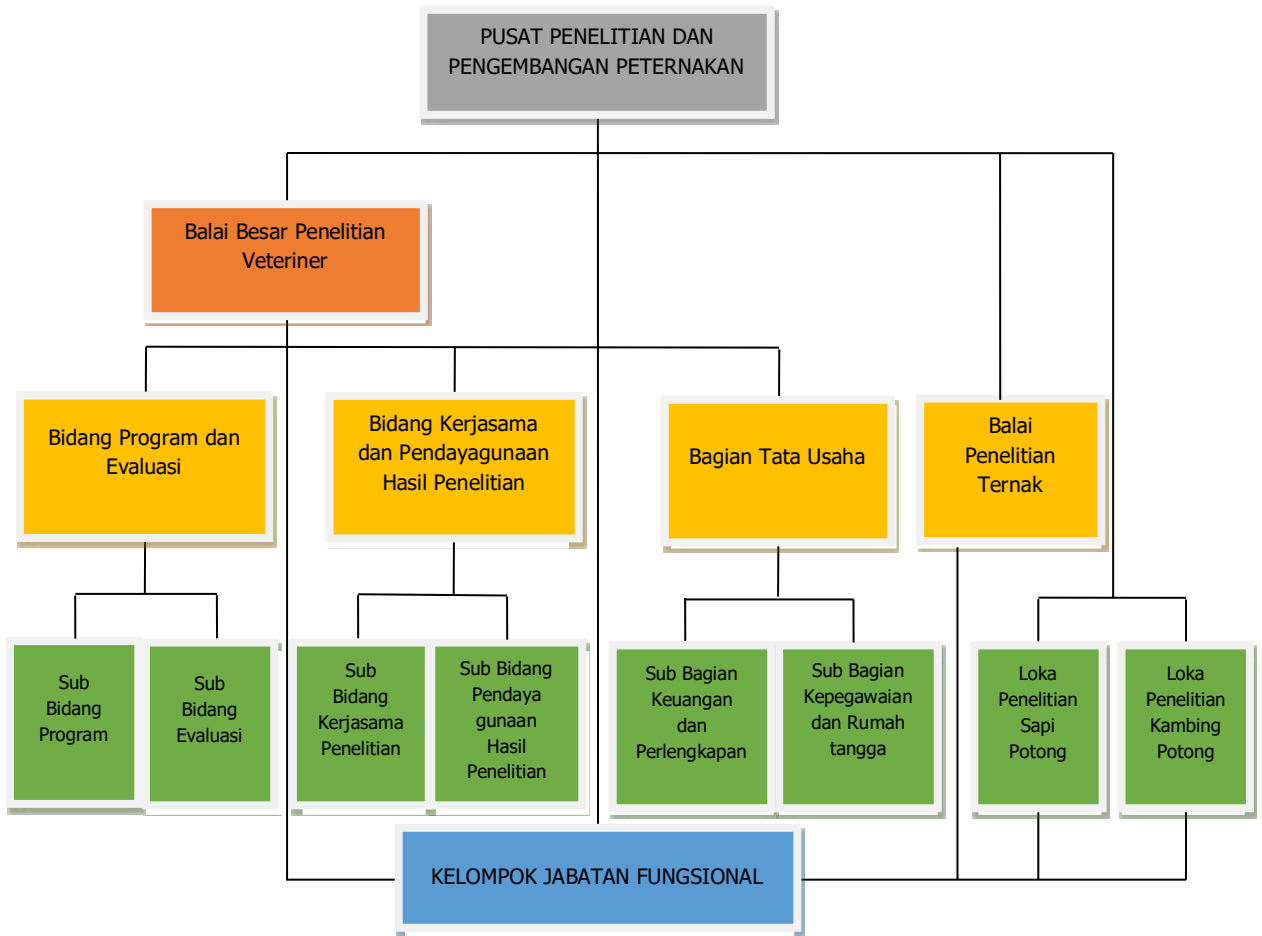 PUSAT PENELITIAN DAN
PENGEMBANGAN PETERNAKAN
Balai Besar Penelitian
Veteriner
Bidang Program dan
Evaluasi
Bidang Kerjasama
dan Pendayagunaan
Hasil Penelitian
Bagian Tata Usaha
Balai
Penelitian
Ternak
Sub
Bidang
Program
Sub
Bidang
Evaluasi
Sub
Bidang
Kerjasama
Penelitian
Sub Bidang
Pendaya
gunaan
Hasil
Penelitian
Sub Bagian
Keuangan
dan
Perlengkapan
Sub Bagian
Kepegawaian
dan Rumah
tangga
Loka
Penelitian
Sapi
Potong
Loka
Penelitian
Kambing
Potong
KELOMPOK JABATAN FUNGSIONAL